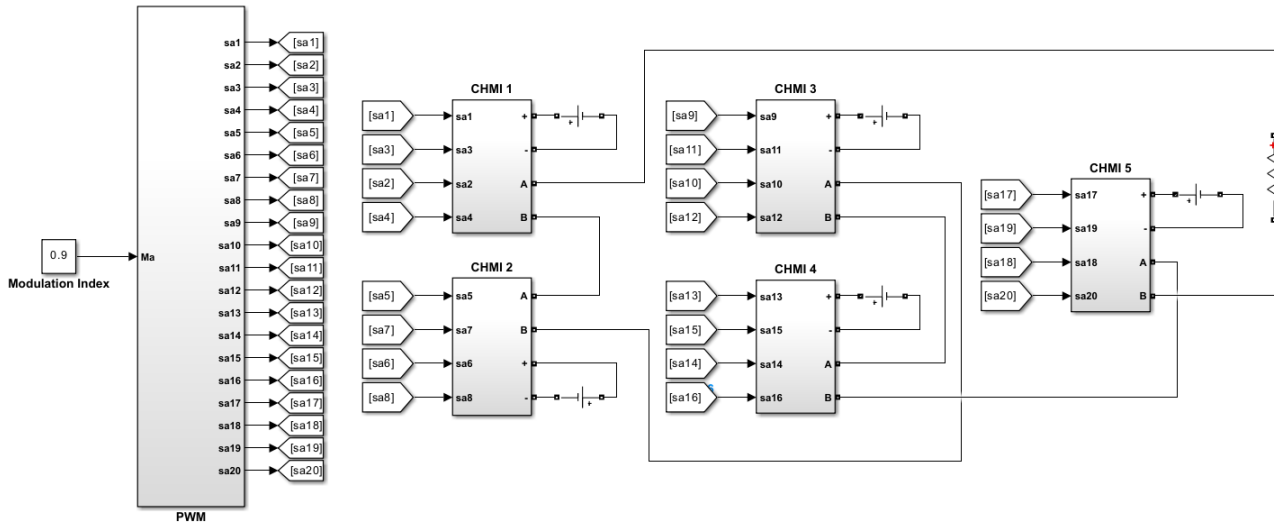 sa1
sa2
sa3
sa4
sa5
sa6
sa7
sa8
sa9
sa10
sa11
sa12
sa13
sa14
sa15
sa16
sa17
sa18
sa19
sa20
[sa1]
[sa2]
[sa3]
[sa4]
[sa5]
[sa6]
[sa7]
[sa8]
[sa9]
[sa10]
[sa11]
[sa12]
[sa13]
[sa14]
[sa15]
[sa16]
[sa17]
[sa18]
[sa19]
[sa20]
0.9
Modulation Index
Ma
PWM
CHMI 1
[sa1] sa1 +
[sa3] sa3 -
[sa2] sa2 A
[sa4] sa4 B
CHMI 2
[sa5] sa5 A
[sa7] sa7 B
[sa6] sa6 +
[sa8] sa8 -
CHMI 3
[sa9] sa9 +
[sa11] sa11 -
[sa10] sa10 A
[sa12] sa12 B
CHMI 4
[sa13] sa13 +
[sa15] sa15 -
[sa14] sa14 A
[sa16] sa16 B
CHMI 5
[sa17] sa17 +
[sa19] sa19 -
[sa18] sa18 A
[sa20] sa20 B